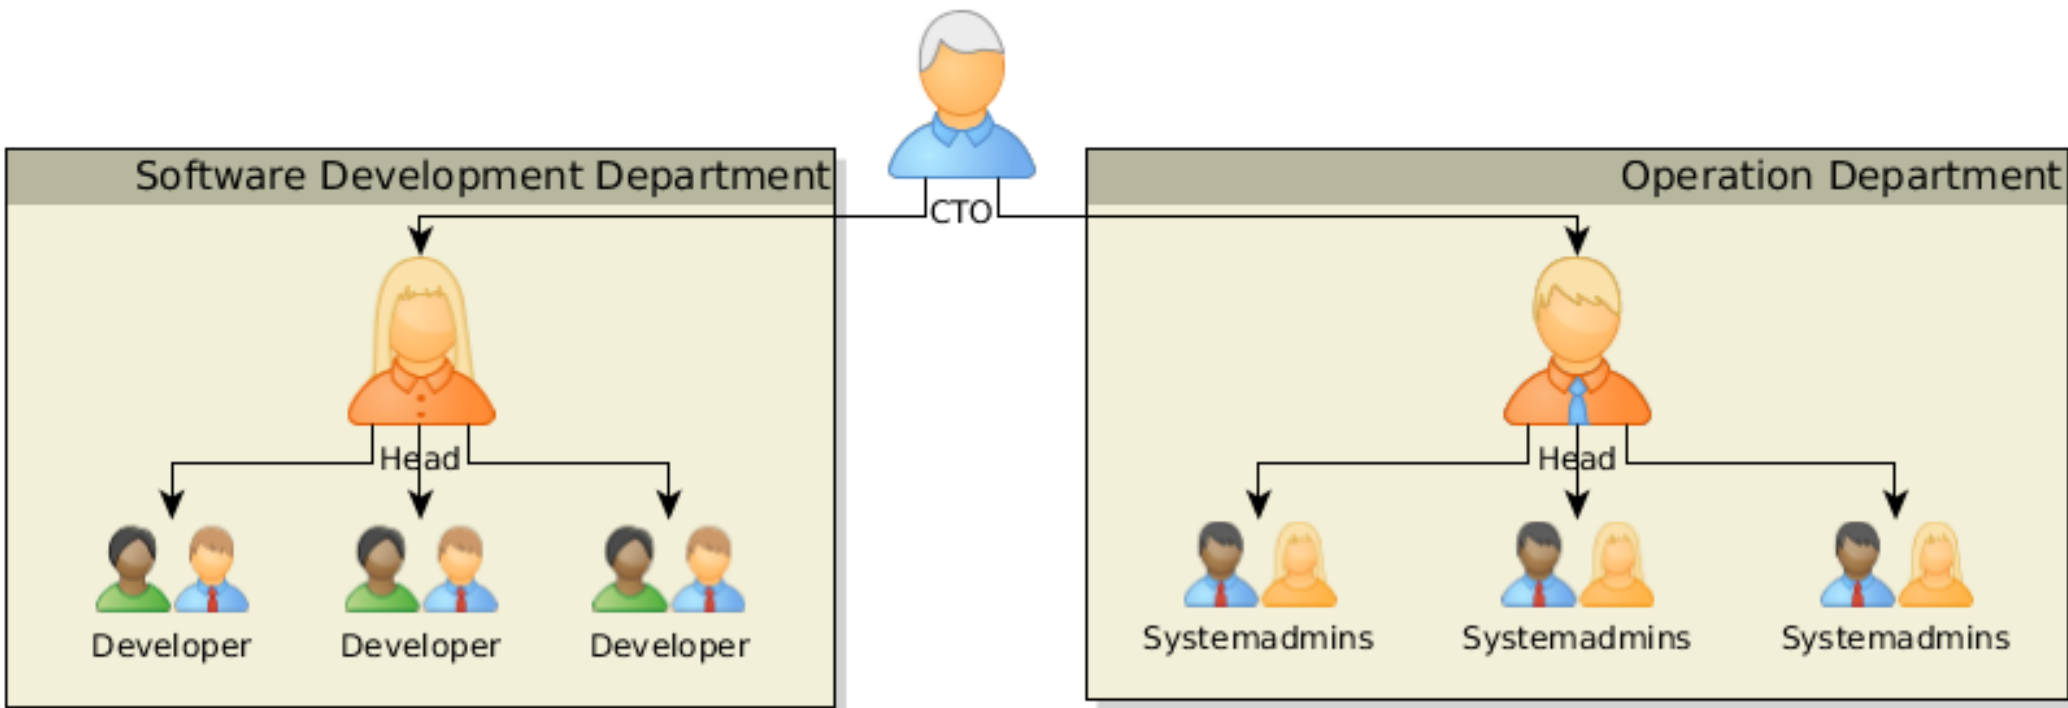 Software Development Department
Operation Department
CTO
Head
Head
Developer
Developer
Developer
Systemadmins
Systemadmins
Systemadmins